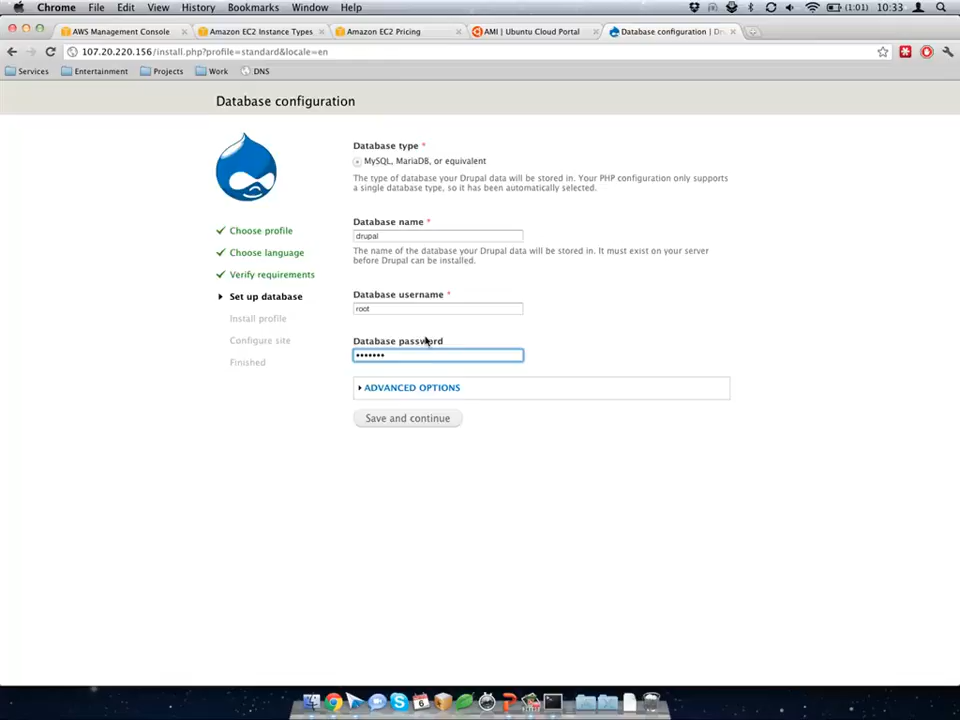 Chrome File Edit View History Bookmarks Window Help (1:01) 10:33
AWS Management Console Amazon EC2 Instance Types Amazon EC2 Pricing AMI | Ubuntu Cloud Portal Database configuration | Dr
107.20.220.156/install.php?profile=standard&locale=en
Services Entertainment Projects Work DNS
Database configuration
Choose profile
Choose language
Verify requirements
Set up database
Install profile
Configure site
Finished
Database type *
MySQL, MariaDB, or equivalent
The type of database your Drupal data will be stored in. Your PHP configuration only supports
a single database type, so it has been automatically selected.
Database name *
drupal
The name of the database your Drupal data will be stored in. It must exist on your server
before Drupal can be installed.
Database username *
root
Database password
•••••••
ADVANCED OPTIONS
Save and continue